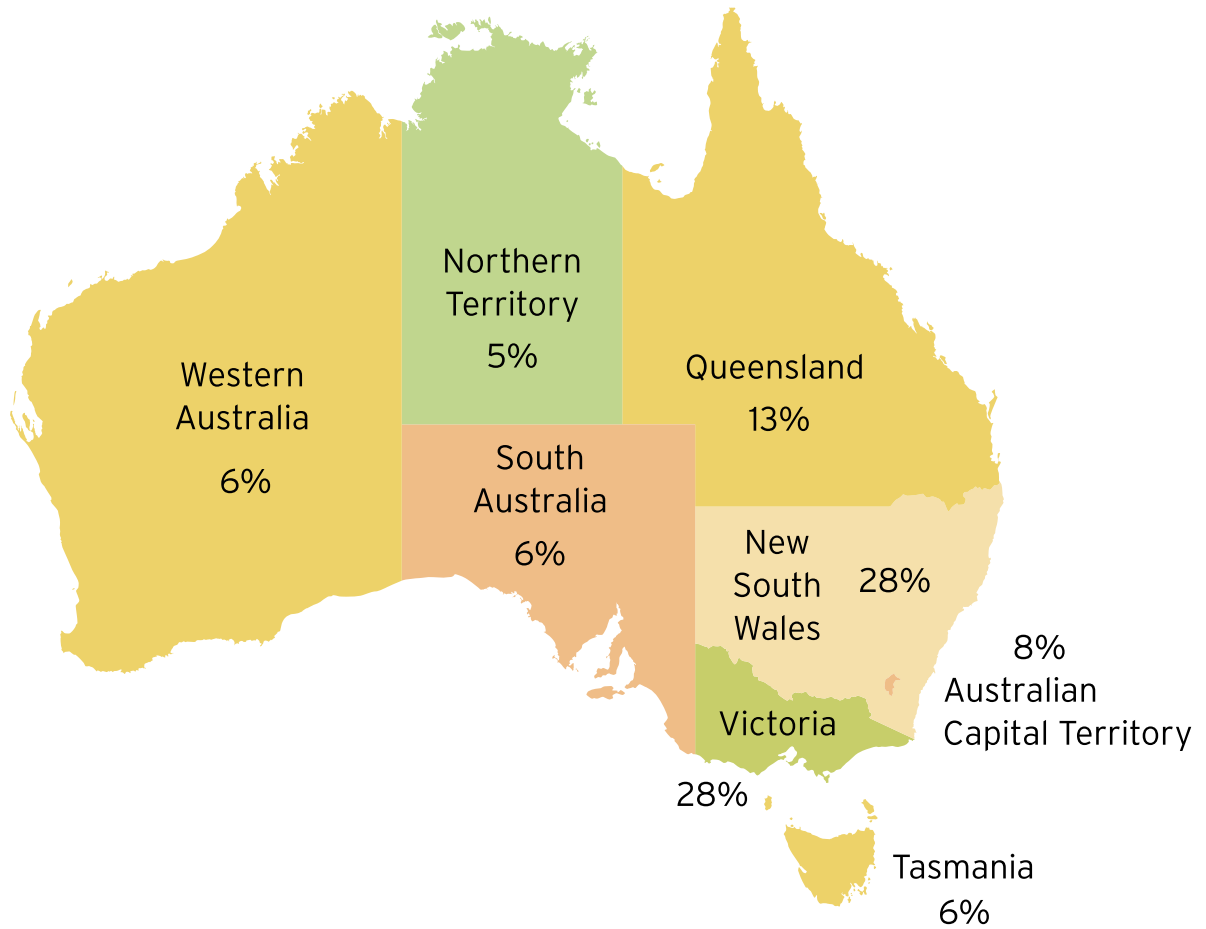 Northern
Territory
5%
Western
Australia
6%
Queensland
13%
South
Australia
6%
New
South
Wales
28%
8%
Australian
Capital Territory
Victoria
28%
Tasmania
6%